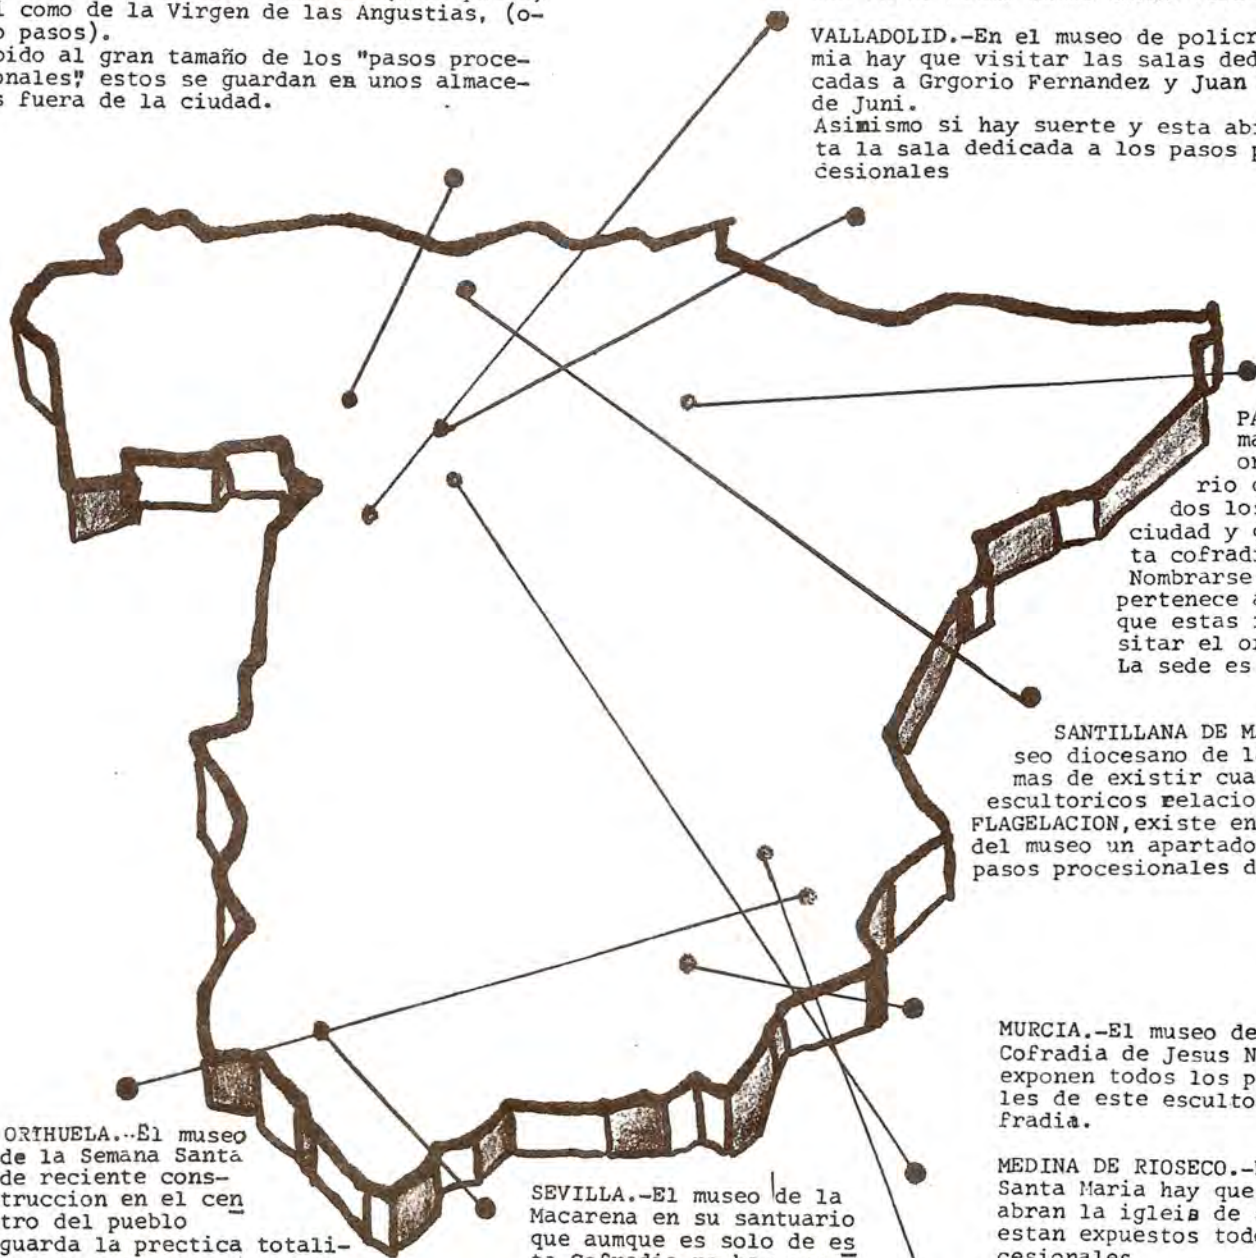 como de la Virgen de las Angustias, (o-
pasos).
al gran tamaño de los "pasos proce-
estos se guardan en unos almace-
fuera de la ciudad.
VALLADOLID.-En el museo de policr
mia hay que visitar las salas ded
cadas a Grgorio Fernandez y Juan
de Juni.
Asimismo si hay suerte y esta abi
ta la sala dedicada a los pasos p
cesionales
PA
ma
or
rio
dos los
ciudad y
ta cofradi
Nombrarse
pertenece a
que estas
sitar el or
La sede es
SANTILLANA DE M
seo diocesano de l
mas de existir cua
escultoricos relacio
FLAGELACION,existe en
del museo un apartado
pasos procesionales d
MURCIA.-El museo de
Cofradia de Jesus N
exponen todos los p
les de este esculto
fradia.
ORIHUELA.-El museo
de la Semana Santa
de reciente cons-
truccion en el cen
tro del pueblo
guarda la prectica totali-
SEVILLA.-El museo de la
Macarena en su santuario
que aumque es solo de es
MEDINA DE RIOSECO.-
Santa Maria hay que
abran la igleia de
estan expuestos tod
cesionales